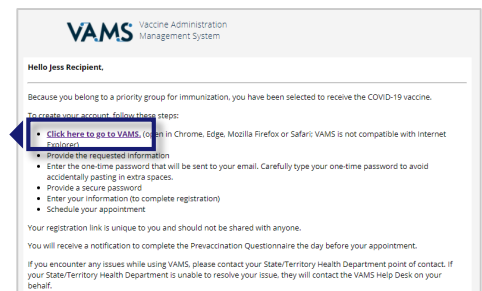 VAMS Vaccine Administration
Management System
Hello Jess Recipient,
Because you belong to a priority group for immunization, you have been selected to receive the COVID-19 vaccine.
To create your account, follow these steps:
• Click here to go to VAMS. (open in Chrome, Edge, Mozilla Firefox or Safari; VAMS is not compatible with Internet
Explorer)
• Provide the requested information
• Enter the one-time password that will be sent to your email. Carefully type your one-time password to avoid
accidentally pasting in extra spaces.
• Provide a secure password
• Enter your information (to complete registration)
• Schedule your appointment
Your registration link is unique to you and should not be shared with anyone.
You will receive a notification to complete the Prevaccination Questionnaire the day before your appointment.
If you encounter any issues while using VAMS, please contact your State/Territory Health Department point of contact. If
your State/Territory Health Department is unable to resolve your issue, they will contact the VAMS Help Desk on your
behalf.